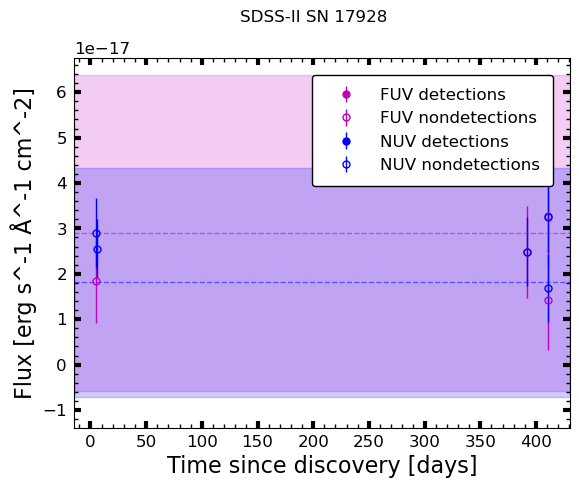 SDSS-II SN 17928
1e−17
FUV detections
FUV nondetections
NUV detections
NUV nondetections
6
5
4
3
2
1
0
−1
Flux [erg s^-1 Å^-1 cm^-2]
0 50 100 150 200 250 300 350 400
Time since discovery [days]